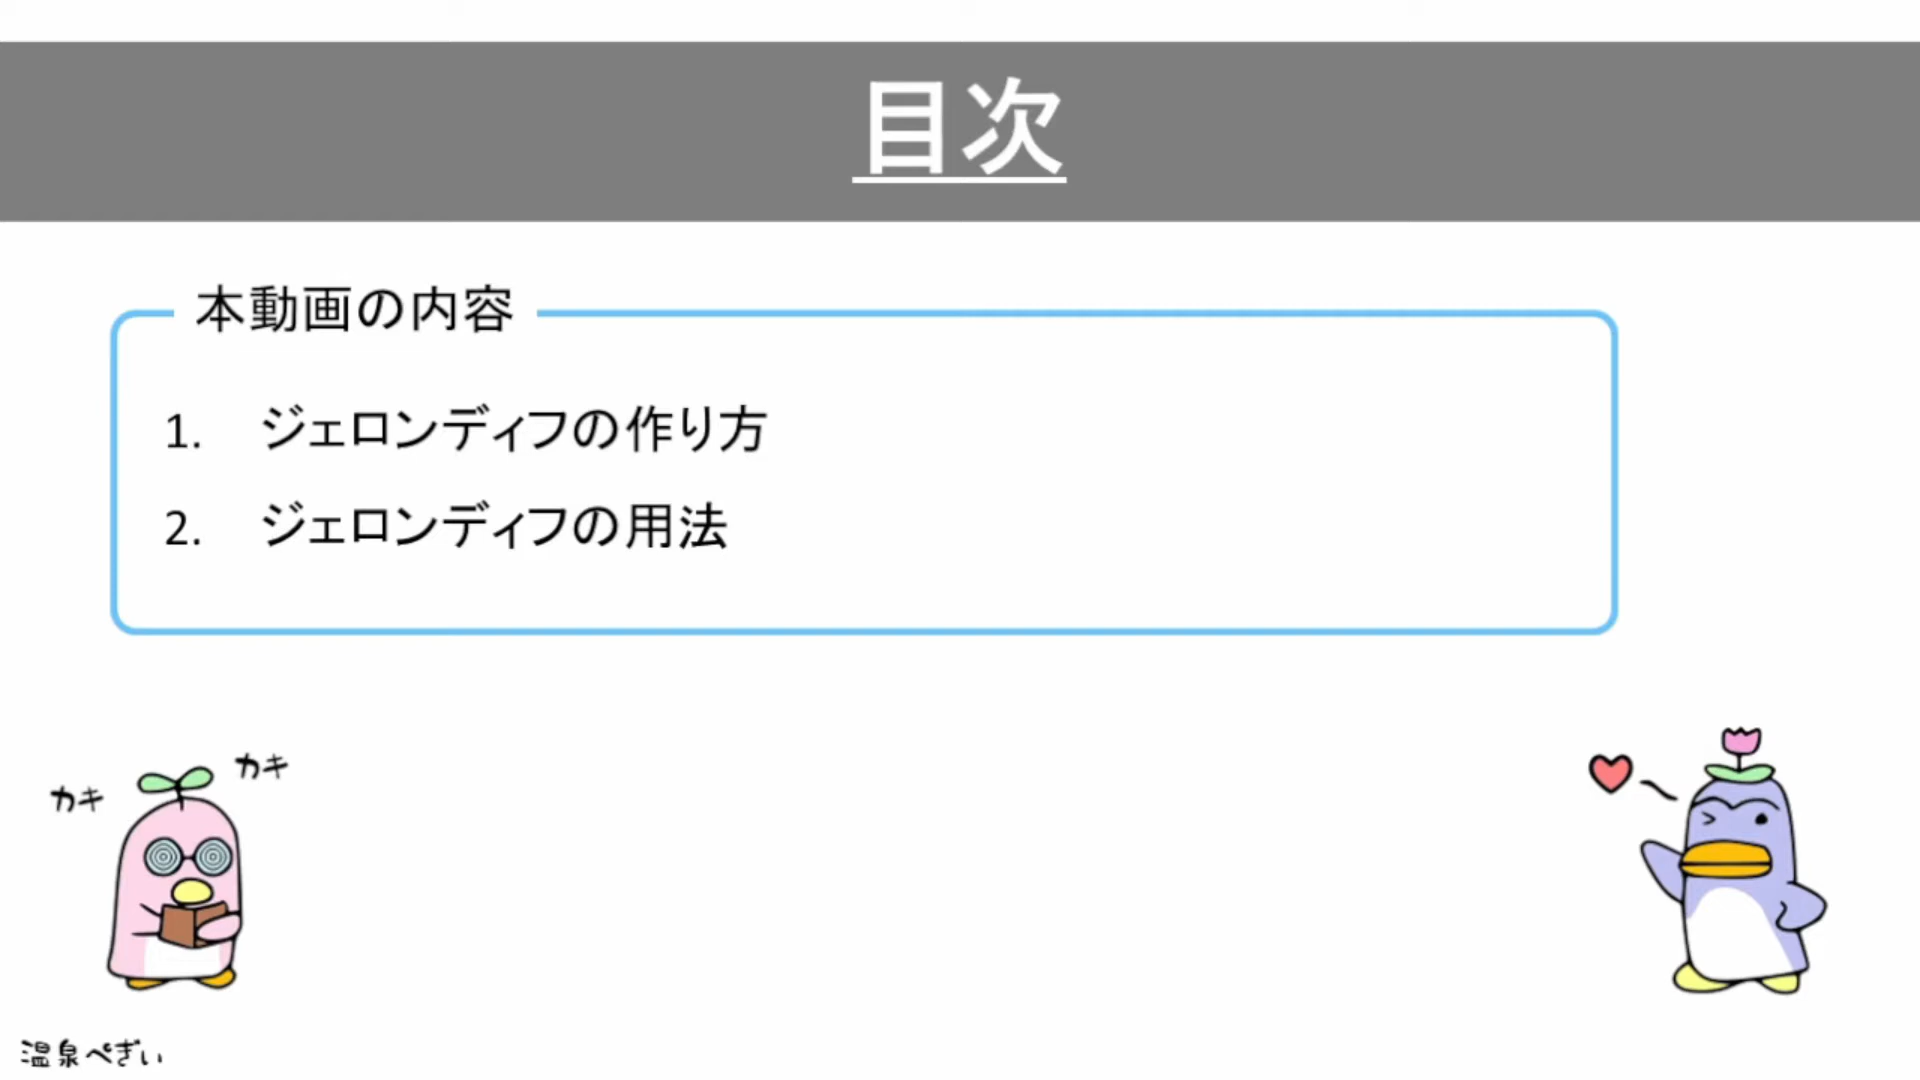 目次
本動画の内容
1. ジェロンディフの作り方
2. ジェロンディフの用法
カキ
カキ
温泉ぺぎぃ